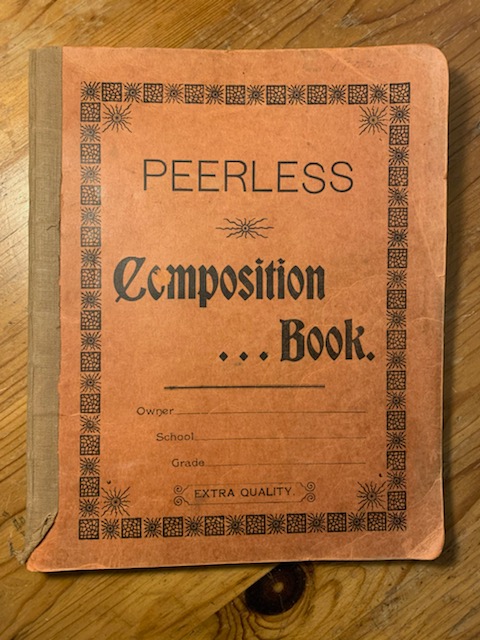 PEERLESS
Composition
... Book.
Owner
School
Grade
EXTRA QUALITY.